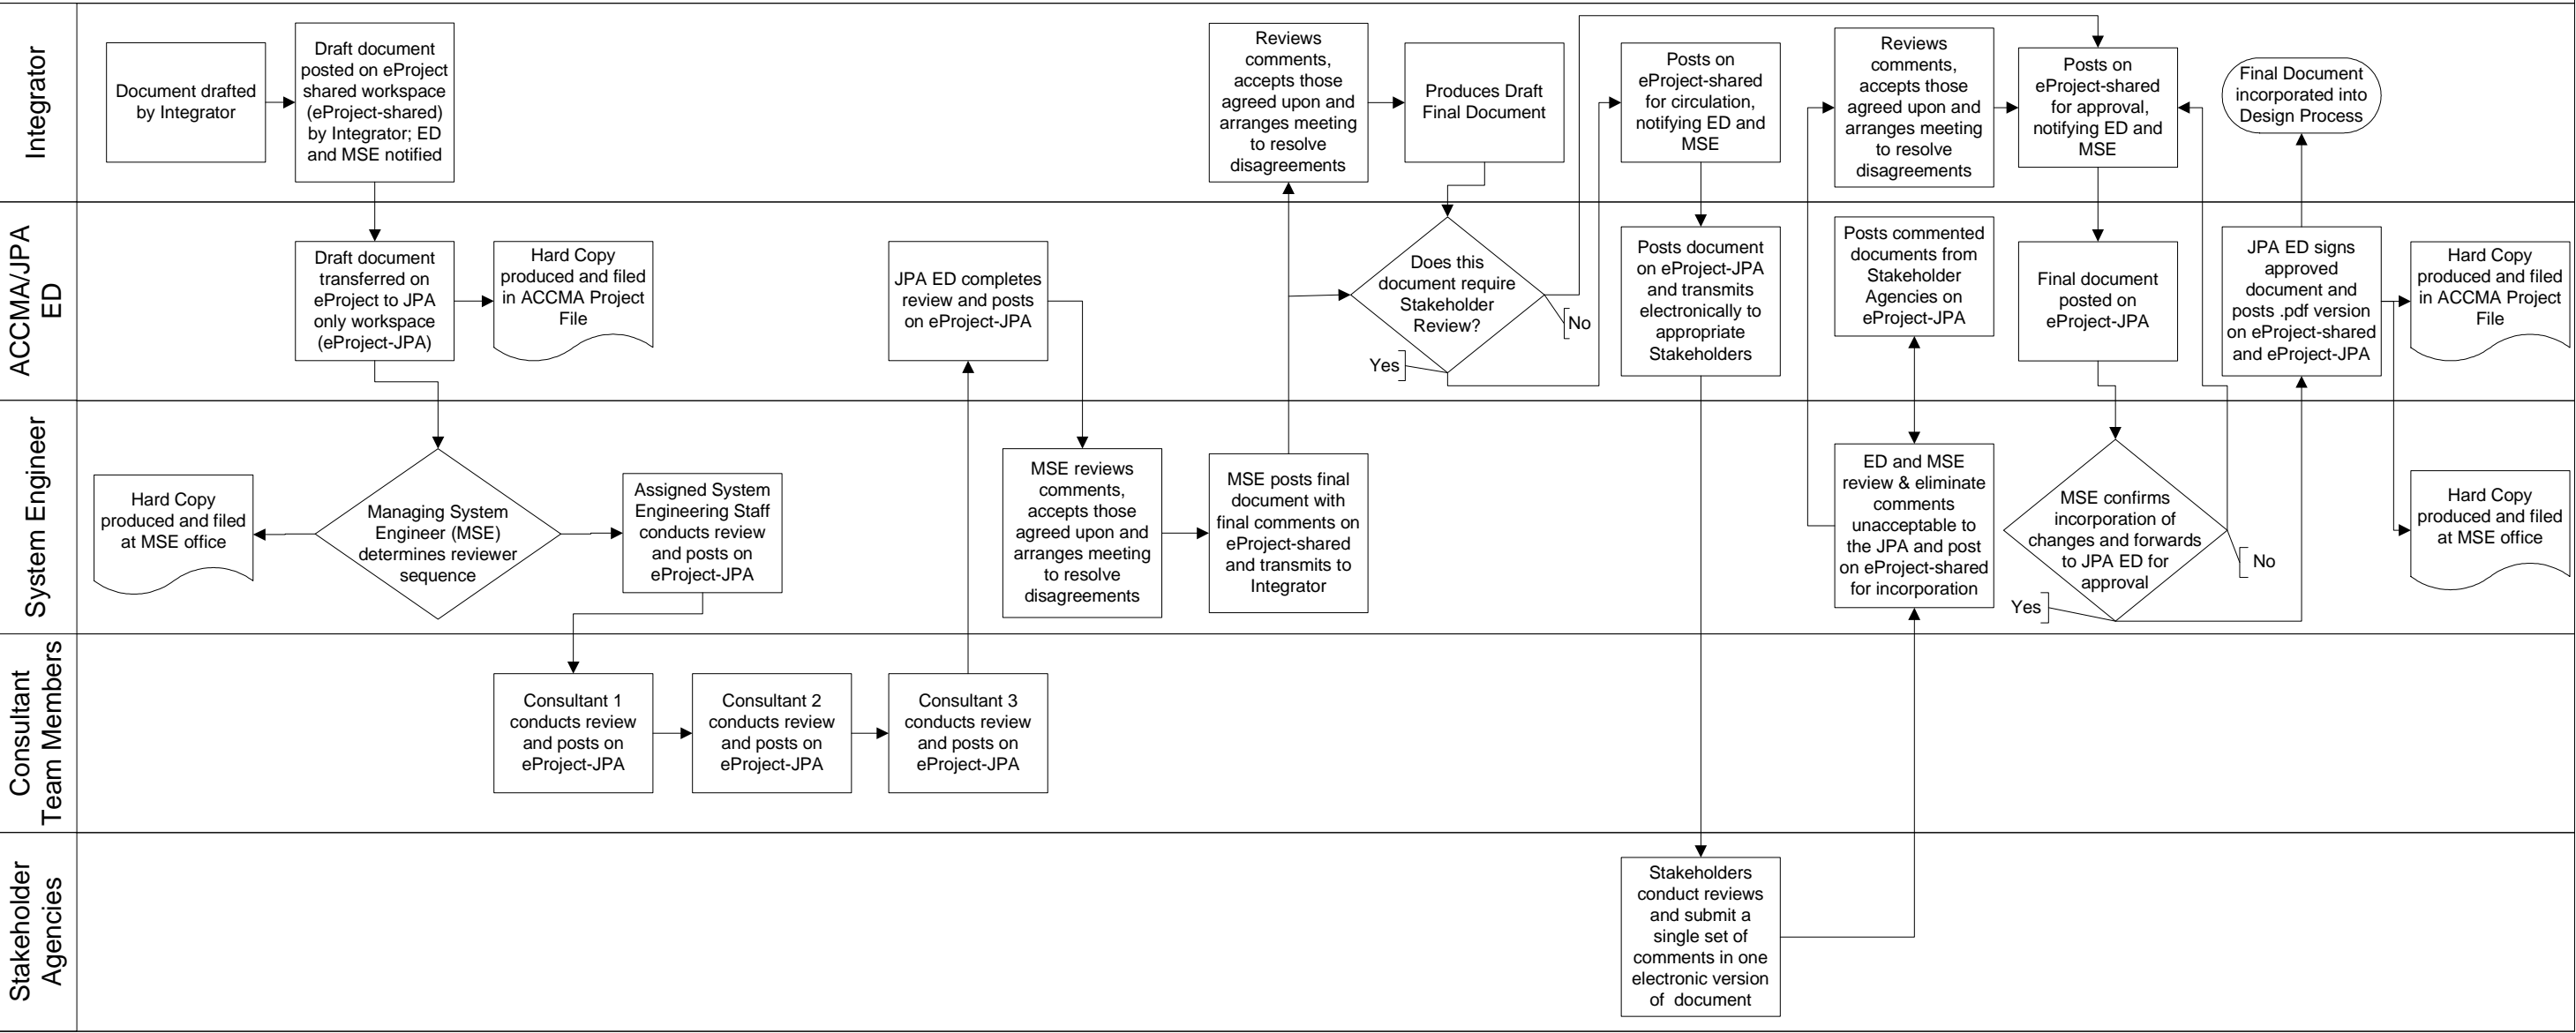 Integrator
Document drafted
by Integrator
Draft document
posted on eProject
shared workspace
(eProject-shared)
by Integrator; ED
and MSE notified
Reviews
comments,
accepts those
agreed upon and
arranges meeting
to resolve
disagreements
Produces Draft
Final Document
Posts on
eProject-shared
for circulation,
notifying ED and
MSE
Reviews
comments,
accepts those
agreed upon and
arranges meeting
to resolve
disagreements
Posts on
eProject-shared
for approval,
notifying ED and
MSE
Final Document
incorporated into
Design Process
ACCMA/JPA
ED
Draft document
transferred on
eProject to JPA
only workspace
(eProject-JPA)
Hard Copy
produced and filed
in ACCMA Project
File
JPA ED completes
review and posts
on eProject-JPA
Does this
document require
Stakeholder
Review?
No
Yes
Posts document
on eProject-JPA
and transmits
electronically to
appropriate
Stakeholders
Posts commented
documents from
Stakeholder
Agencies on
eProject-JPA
Final document
posted on
eProject-JPA
JPA ED signs
approved
document and
posts .pdf version
on eProject-shared
and eProject-JPA
Hard Copy
produced and filed
in ACCMA Project
File
System Engineer
Hard Copy
produced and filed
at MSE office
Managing System
Engineer (MSE)
determines reviewer
sequence
Assigned System
Engineering Staff
conducts review
and posts on
eProject-JPA
MSE reviews
comments,
accepts those
agreed upon and
arranges meeting
to resolve
disagreements
MSE posts final
document with
final comments on
eProject-shared
and transmits to
Integrator
ED and MSE
review & eliminate
comments
unacceptable to
the JPA and post
on eProject-shared
for incorporation
MSE confirms
incorporation of
changes and forwards
to JPA ED for
approval
No
Yes
Hard Copy
produced and filed
at MSE office
Consultant
Team Members
Consultant 1
conducts review
and posts on
eProject-JPA
Consultant 2
conducts review
and posts on
eProject-JPA
Consultant 3
conducts review
and posts on
eProject-JPA
Stakeholder
Agencies
Stakeholders
conduct reviews
and submit a
single set of
comments in one
electronic version
of document